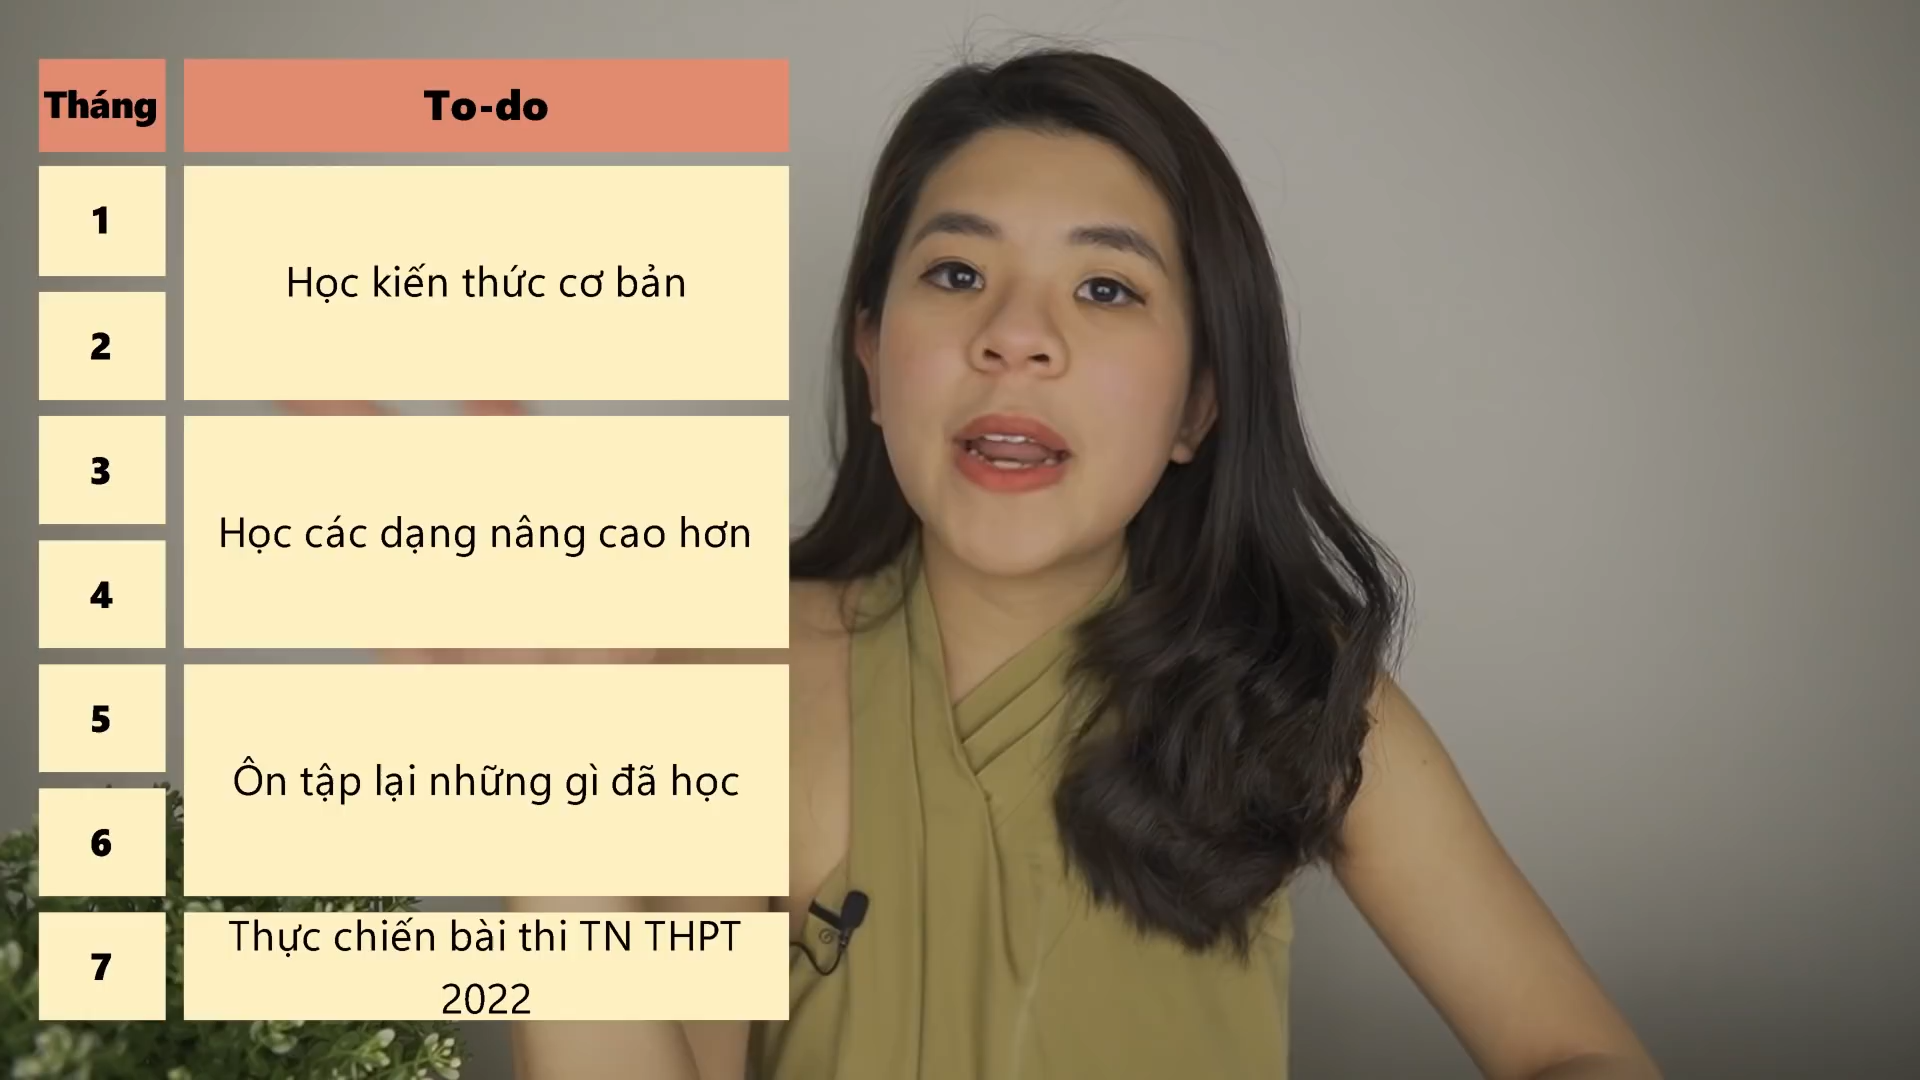 Tháng To-do
1
Học kiến thức cơ bản
2
3
Học các dạng nâng cao hơn
4
5
Ôn tập lại những gì đã học
6
7
Thực chiến bài thi TN THPT
2022